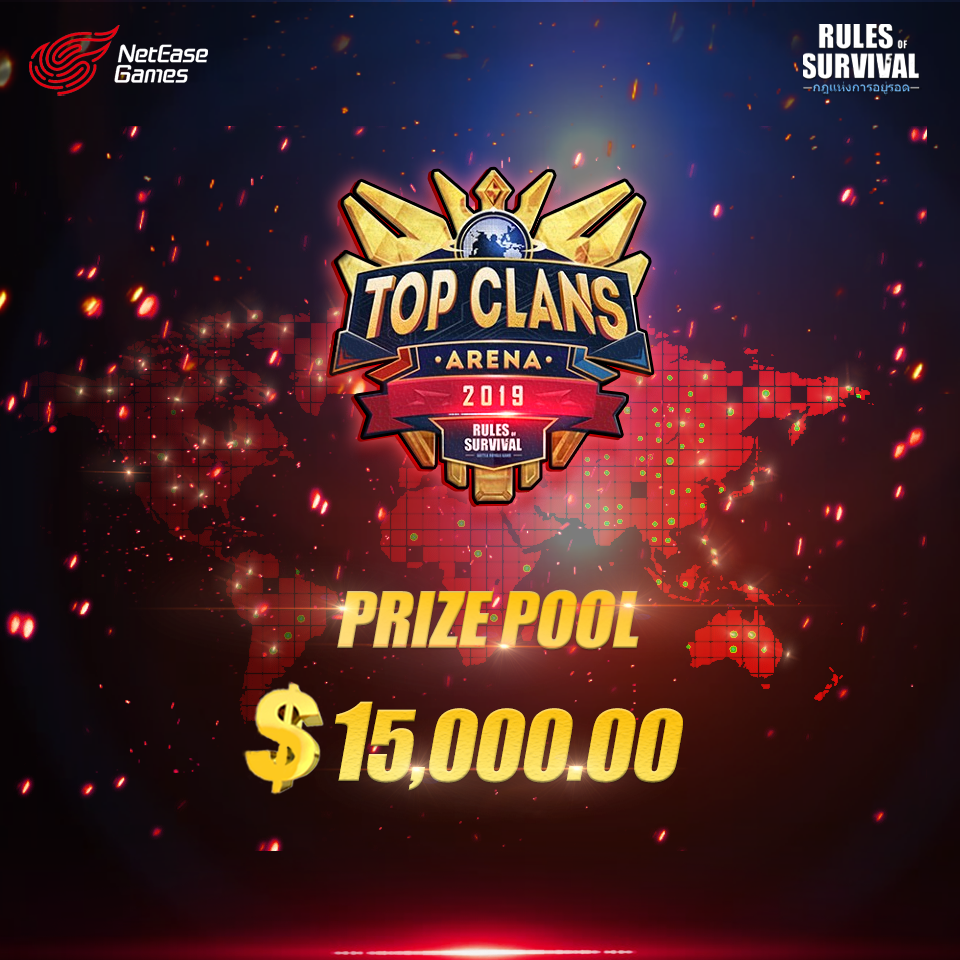 NetEase
Games
RULES OF
SURVIVAL
กฎแห่งการอยู่รอด
TOP CLANS
ARENA
2019
RULES OF
SURVIVAL
PRIZE POOL
$15,000.00